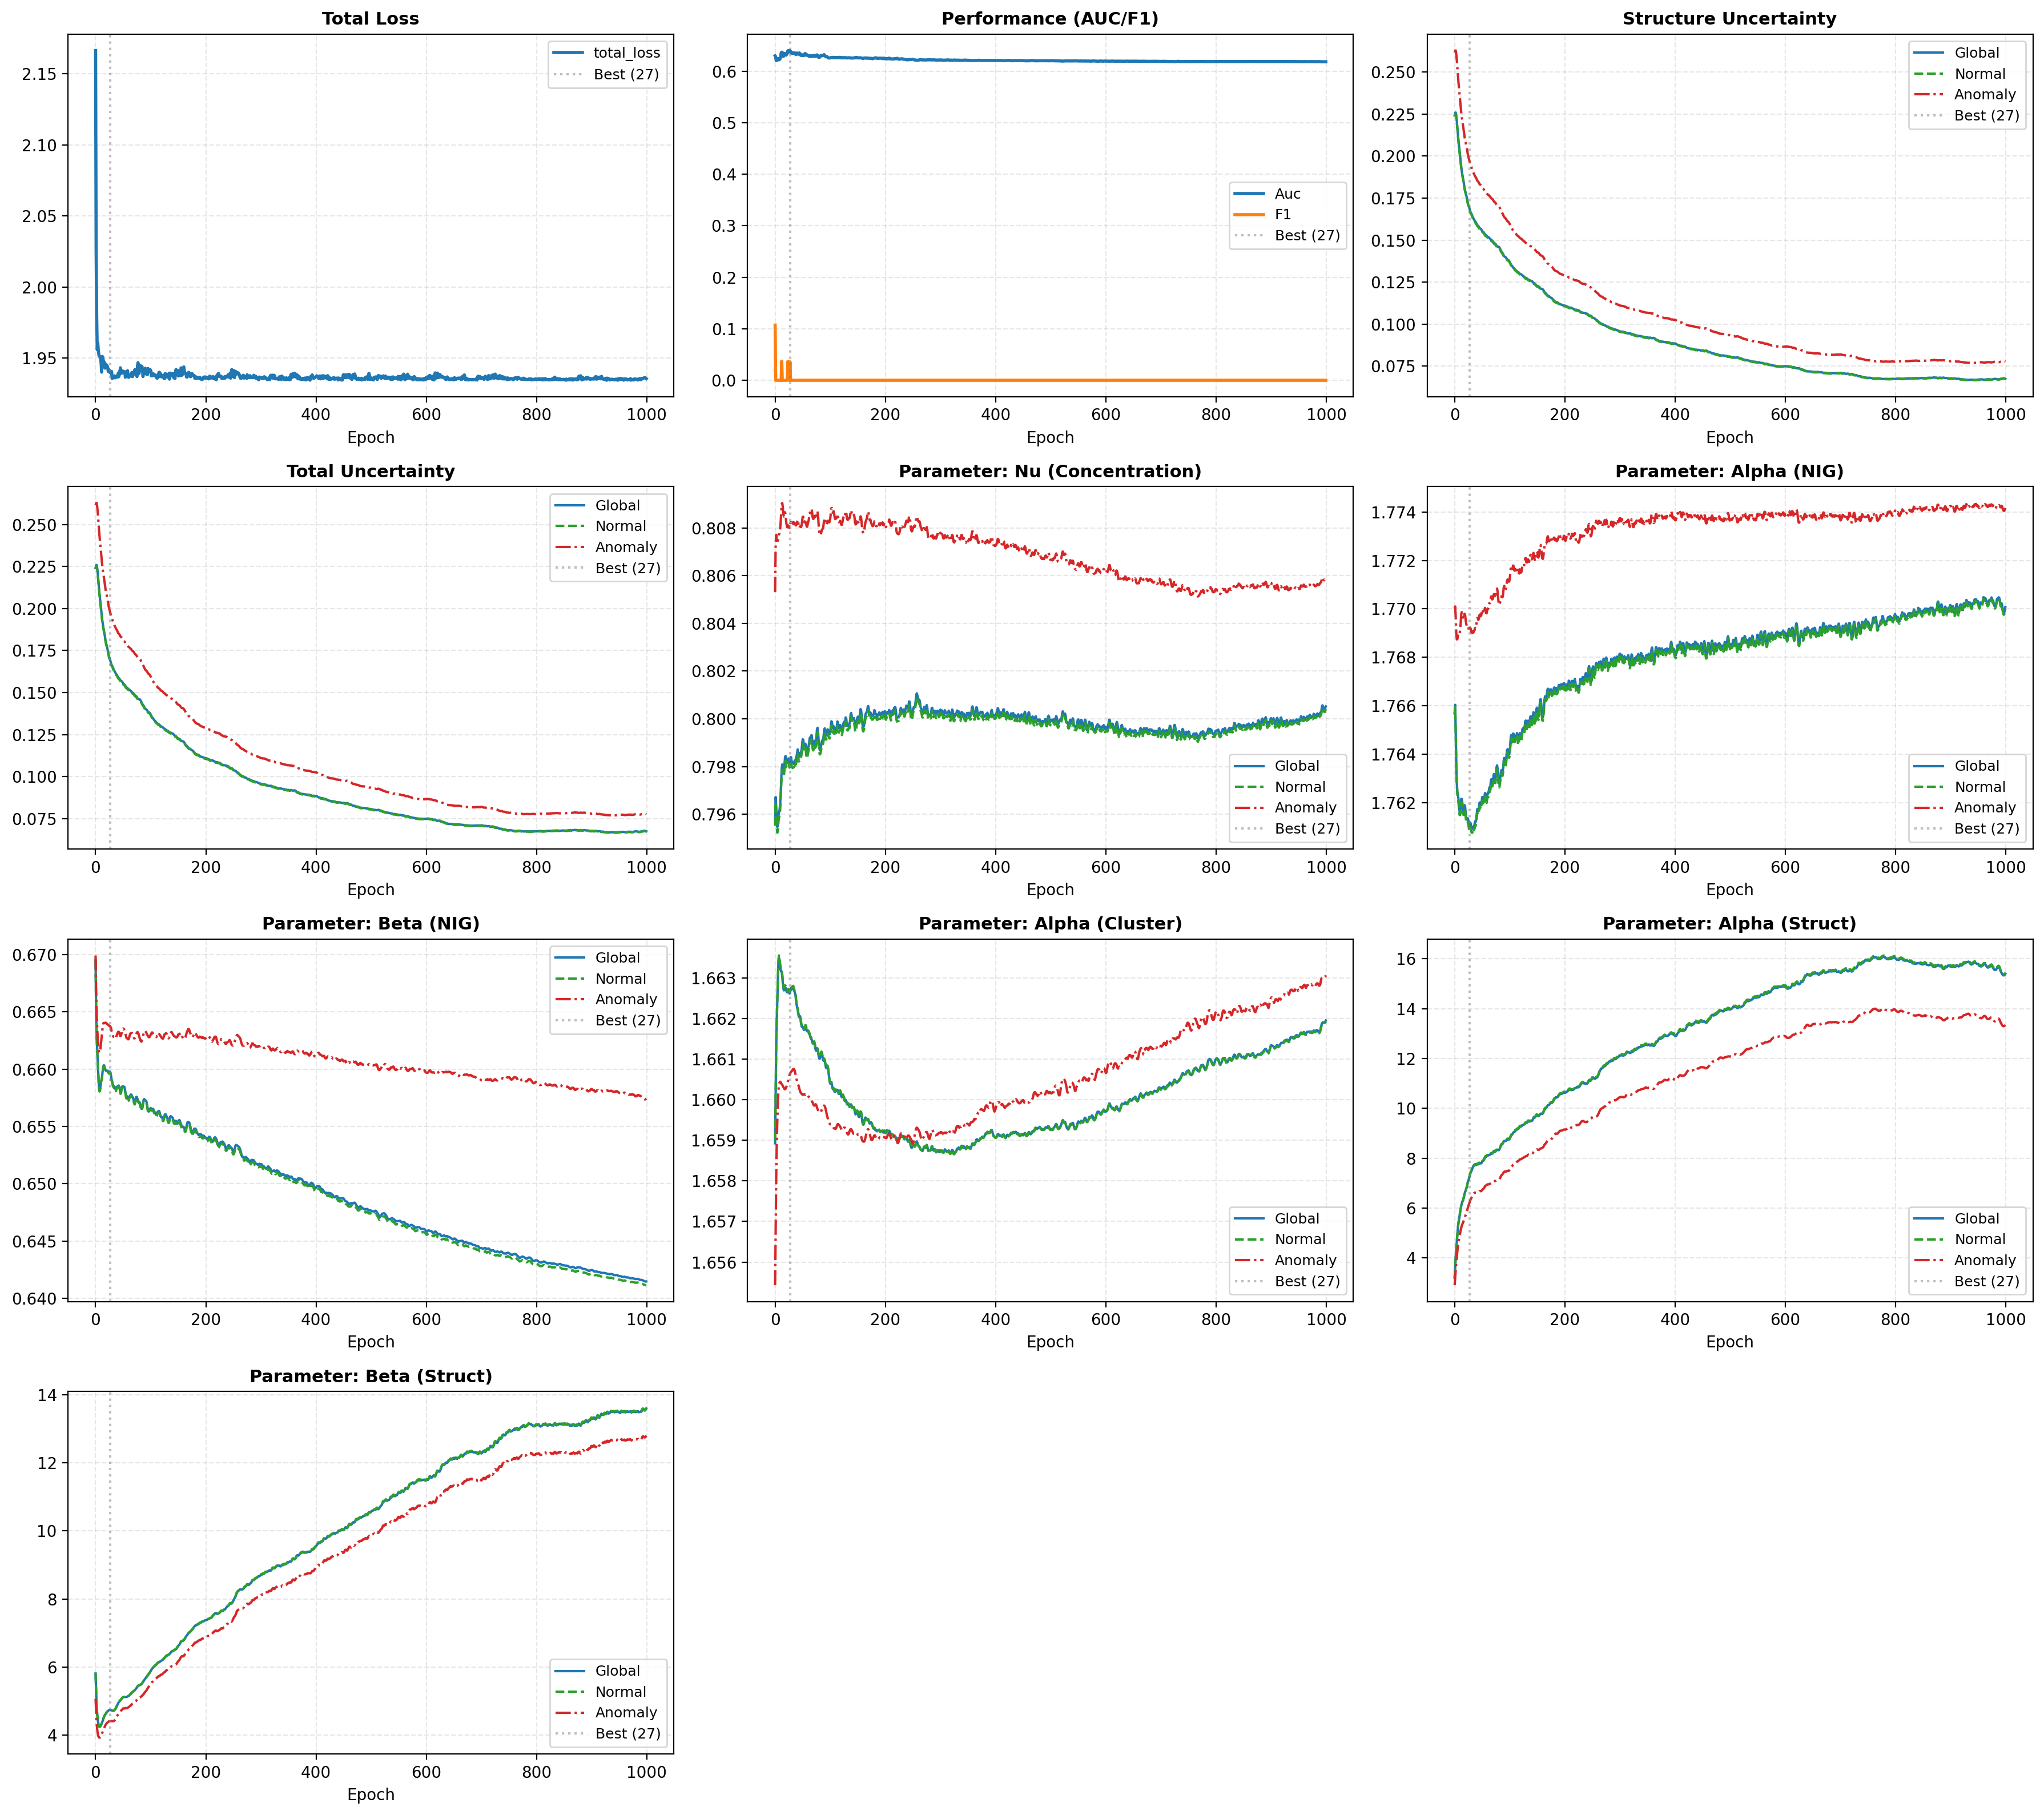 Total Loss
2.15
2.10
2.05
2.00
1.95
total_loss
Best (27)
0 200 400 600 800 1000
Epoch
Performance (AUC/F1)
0.6
0.5
0.4
0.3
0.2
0.1
0.0
Auc
F1
Best (27)
0 200 400 600 800 1000
Epoch
Structure Uncertainty
0.250
0.225
0.200
0.175
0.150
0.125
0.100
0.075
Global
Normal
Anomaly
Best (27)
0 200 400 600 800 1000
Epoch
Total Uncertainty
0.250
0.225
0.200
0.175
0.150
0.125
0.100
0.075
Global
Normal
Anomaly
Best (27)
0 200 400 600 800 1000
Epoch
Parameter: Nu (Concentration)
0.808
0.806
0.804
0.802
0.800
0.798
0.796
Global
Normal
Anomaly
Best (27)
0 200 400 600 800 1000
Epoch
Parameter: Alpha (NIG)
1.774
1.772
1.770
1.768
1.766
1.764
1.762
Global
Normal
Anomaly
Best (27)
0 200 400 600 800 1000
Epoch
Parameter: Beta (NIG)
0.670
0.665
0.660
0.655
0.650
0.645
0.640
Global
Normal
Anomaly
Best (27)
0 200 400 600 800 1000
Epoch
Parameter: Alpha (Cluster)
1.663
1.662
1.661
1.660
1.659
1.658
1.657
1.656
Global
Normal
Anomaly
Best (27)
0 200 400 600 800 1000
Epoch
Parameter: Alpha (Struct)
16
14
12
10
8
6
4
Global
Normal
Anomaly
Best (27)
0 200 400 600 800 1000
Epoch
Parameter: Beta (Struct)
14
12
10
8
6
4
Global
Normal
Anomaly
Best (27)
0 200 400 600 800 1000
Epoch